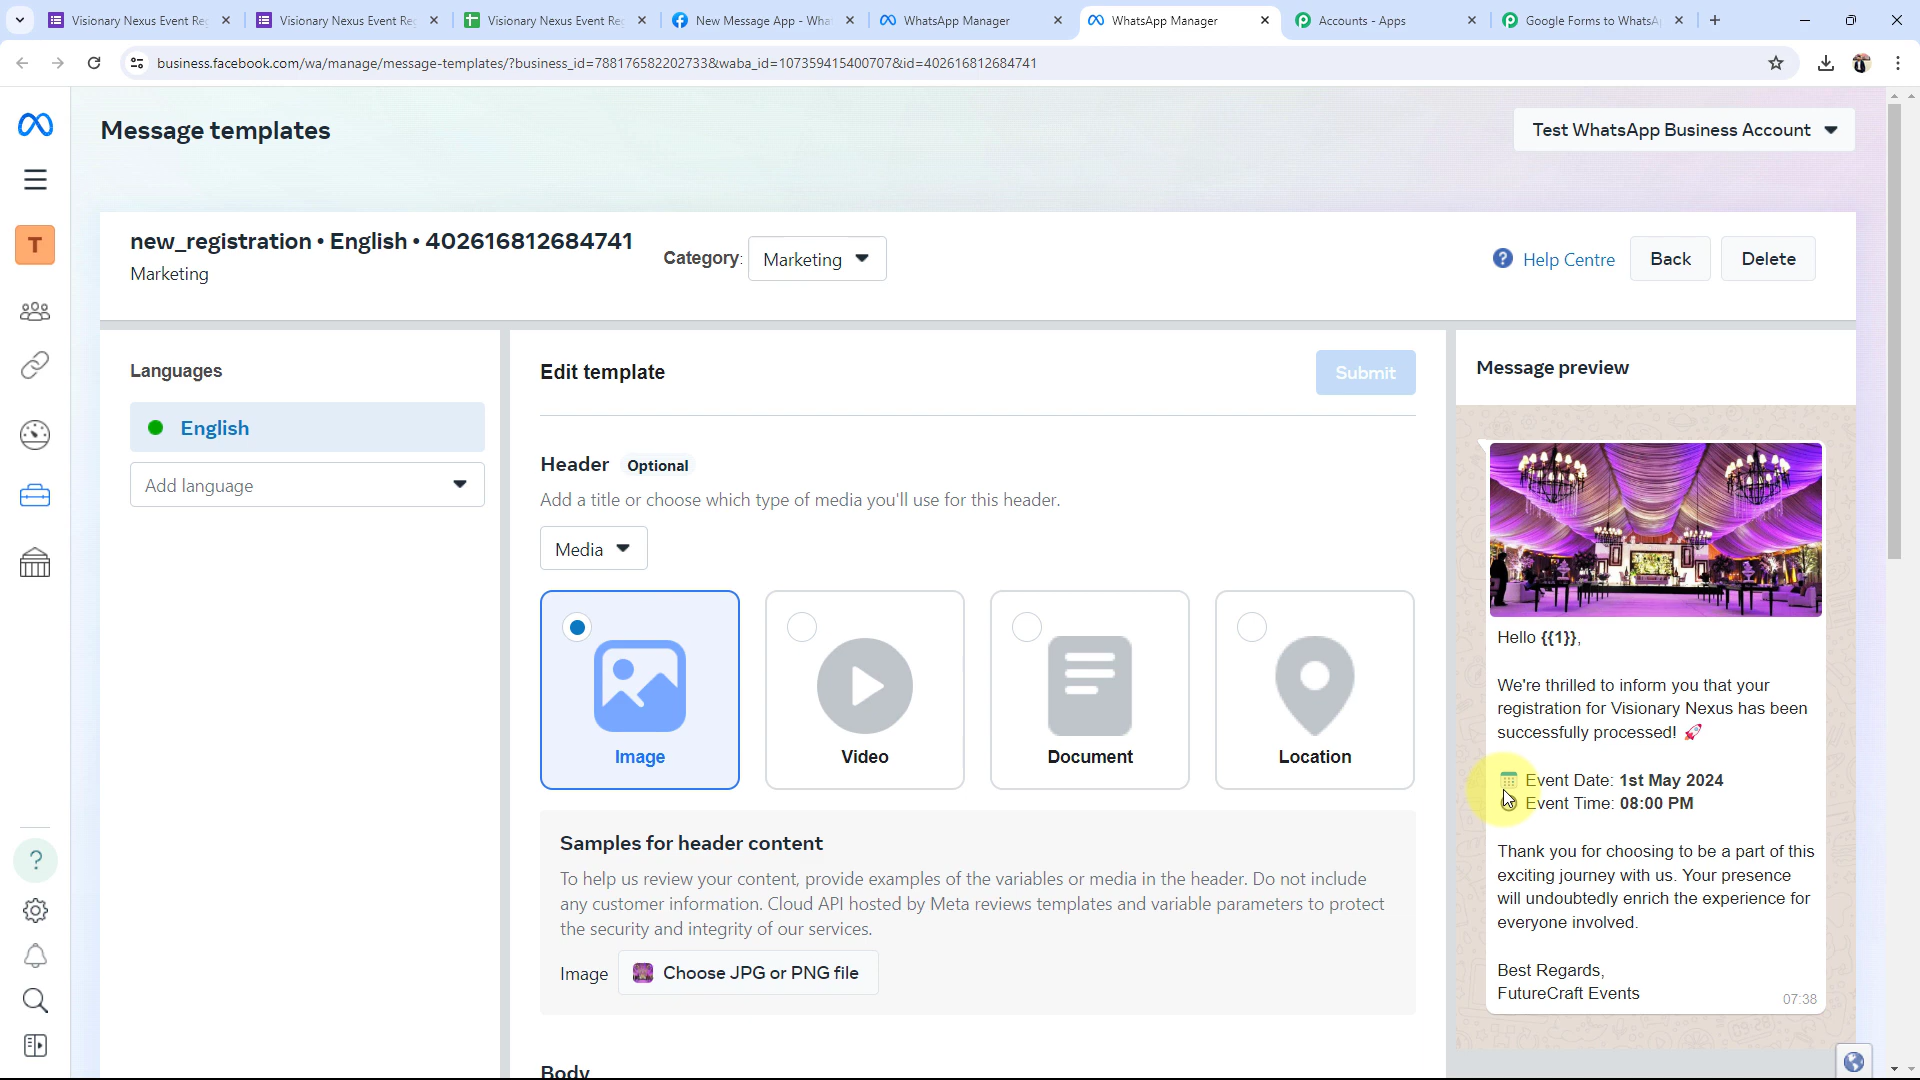 Visionary Nexus Event Re
Visionary Nexus Event Re
Visionary Nexus Event Re
New Message App - Wha
WhatsApp Manager
WhatsApp Manager
Accounts - Apps
Google Forms to WhatsA
business.facebook.com/wa/manage/message-templates/?business_id=788176582202733&waba_id=107359415400707&id=402616812684741
Message templates
Test WhatsApp Business Account
T
new_registration • English • 402616812684741
Marketing
Category:
Marketing
Help Centre
Back
Delete
Languages
English
Add language
Edit template
Submit
Header Optional
Add a title or choose which type of media you'll use for this header.
Media
Image
Video
Document
Location
Samples for header content
To help us review your content, provide examples of the variables or media in the header. Do not include
any customer information. Cloud API hosted by Meta reviews templates and variable parameters to protect
the security and integrity of our services.
Image
Choose JPG or PNG file
Body
Message preview
Hello {{1}},
We're thrilled to inform you that your
registration for Visionary Nexus has been
successfully processed! 🚀
Event Date: 1st May 2024
Event Time: 08:00 PM
Thank you for choosing to be a part of this
exciting journey with us. Your presence
will undoubtedly enrich the experience for
everyone involved.
Best Regards,
FutureCraft Events
07:38